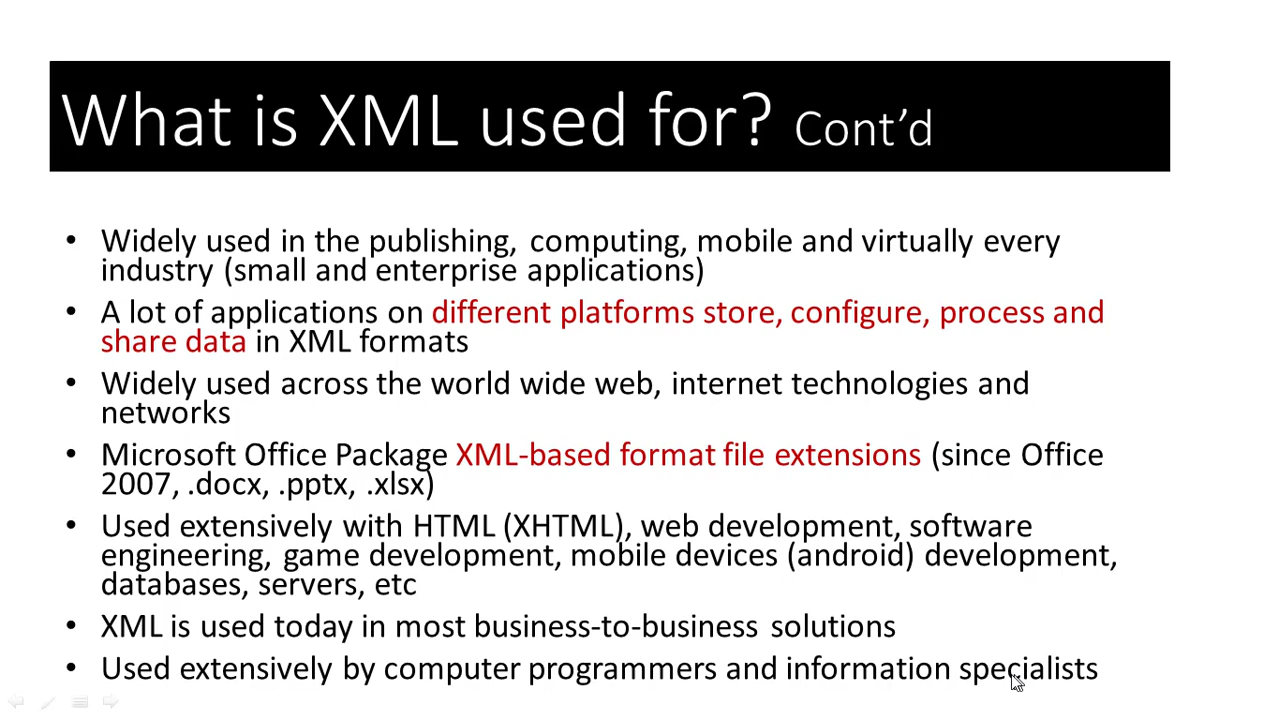 What is XML used for? Cont’d
• Widely used in the publishing, computing, mobile and virtually every
industry (small and enterprise applications)
• A lot of applications on different platforms store, configure, process and
share data in XML formats
• Widely used across the world wide web, internet technologies and
networks
• Microsoft Office Package XML-based format file extensions (since Office
2007, .docx, .pptx, .xlsx)
• Used extensively with HTML (XHTML), web development, software
engineering, game development, mobile devices (android) development,
databases, servers, etc
• XML is used today in most business-to-business solutions
• Used extensively by computer programmers and information specialists